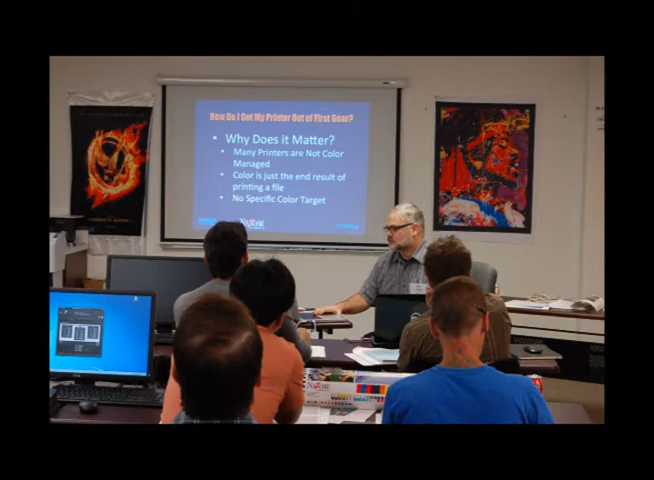 How Do I Get My Printer Out of First Gear?
• Why Does it Matter?
• Many Printers are Not Color
Managed
• Color is just the end result of
printing a file
• No Specific Color Target